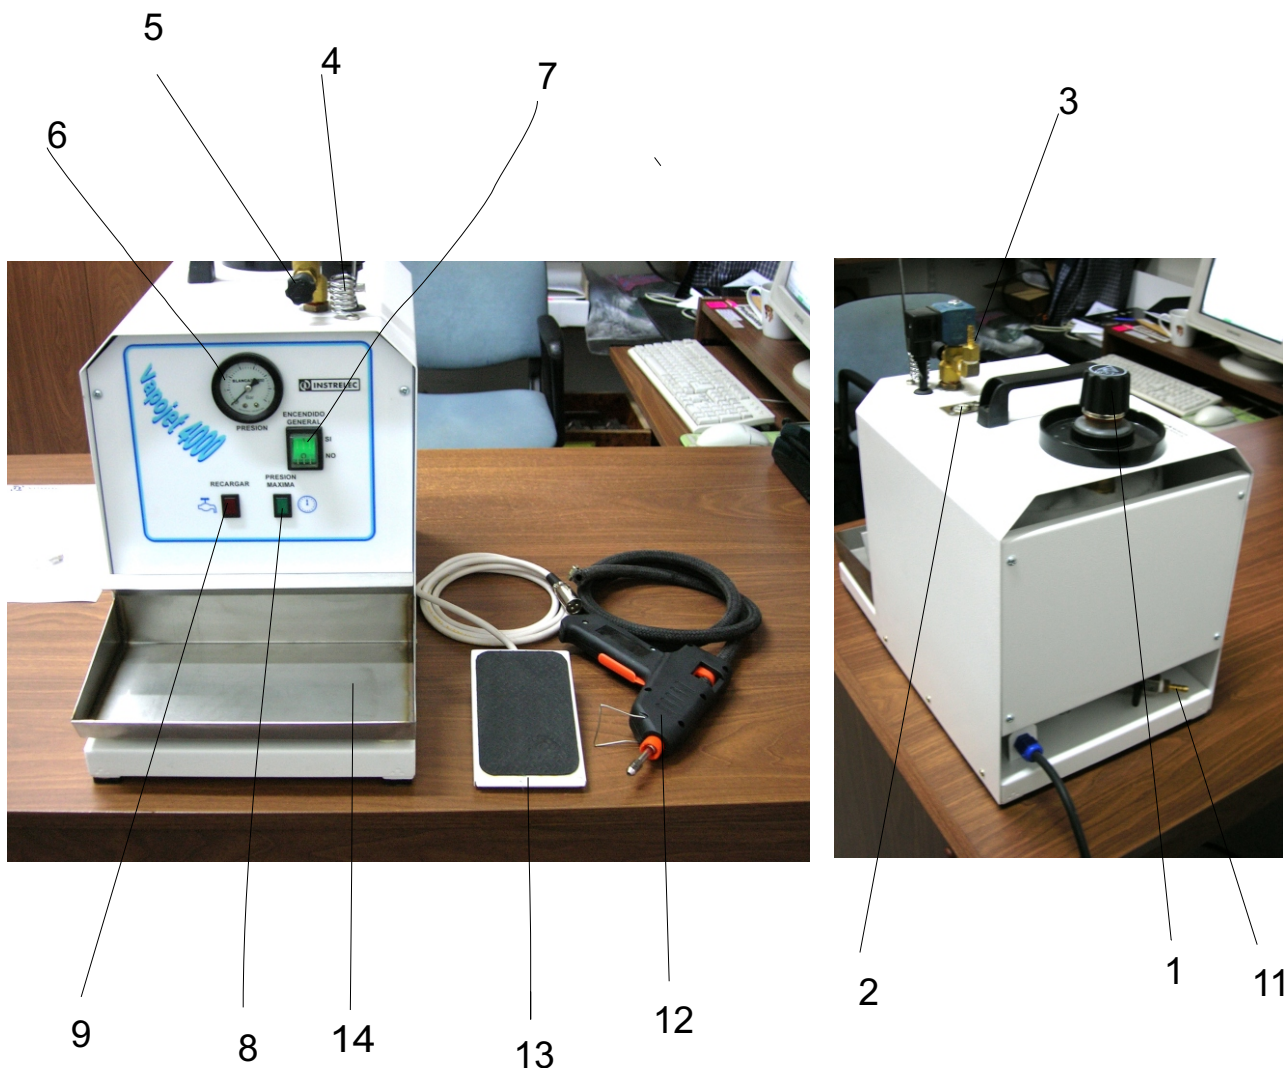 5
4
7
3
6
Vapojet 4000
PRESION
INSTRELEC
ENCENDIDO
GENERAL
SI
NO
RECARGAR
PRESION
MAXIMA
9
8
14
13
12
2
1
11